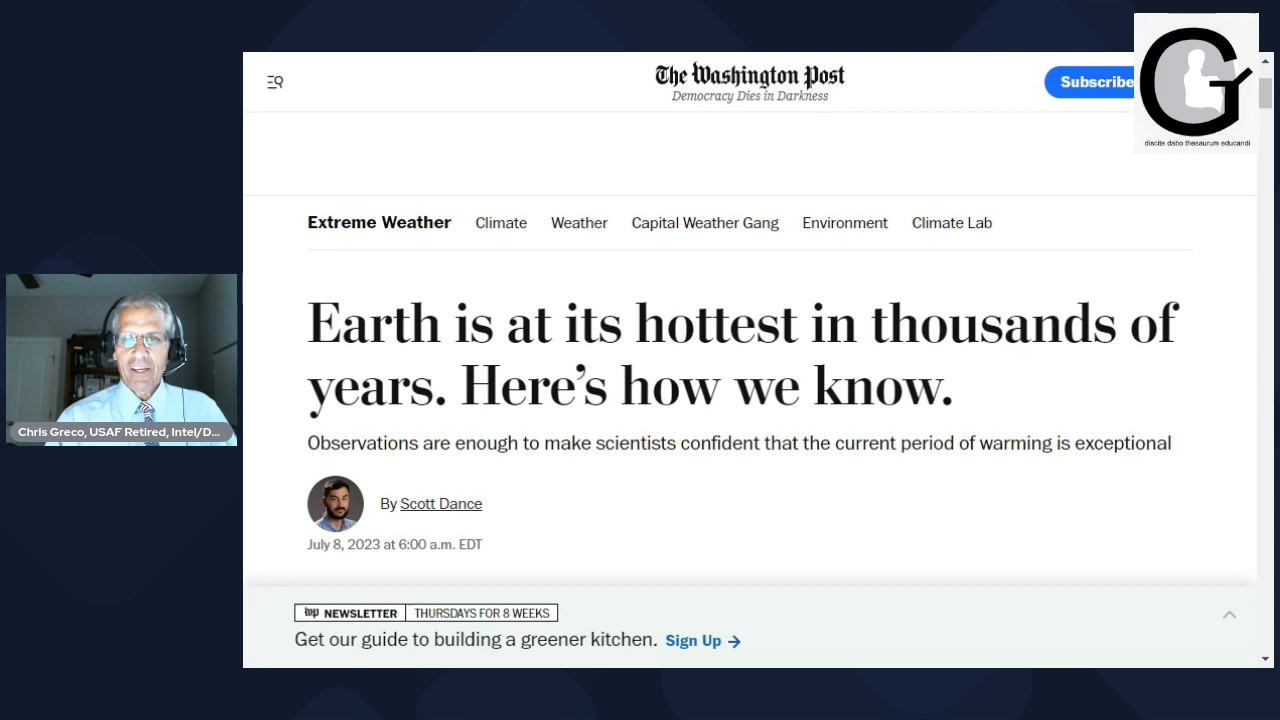 The Washington Post
Democracy Dies in Darkness
Subscribe
discite dabo thesaurum educandi
Extreme Weather Climate Weather Capital Weather Gang Environment Climate Lab
Earth is at its hottest in thousands of
years. Here’s how we know.
Observations are enough to make scientists confident that the current period of warming is exceptional
By Scott Dance
July 8, 2023 at 6:00 a.m. EDT
Chris Greco, USAF Retired, Intel/D...
wp NEWSLETTER THURSDAYS FOR 8 WEEKS
Get our guide to building a greener kitchen. Sign Up →